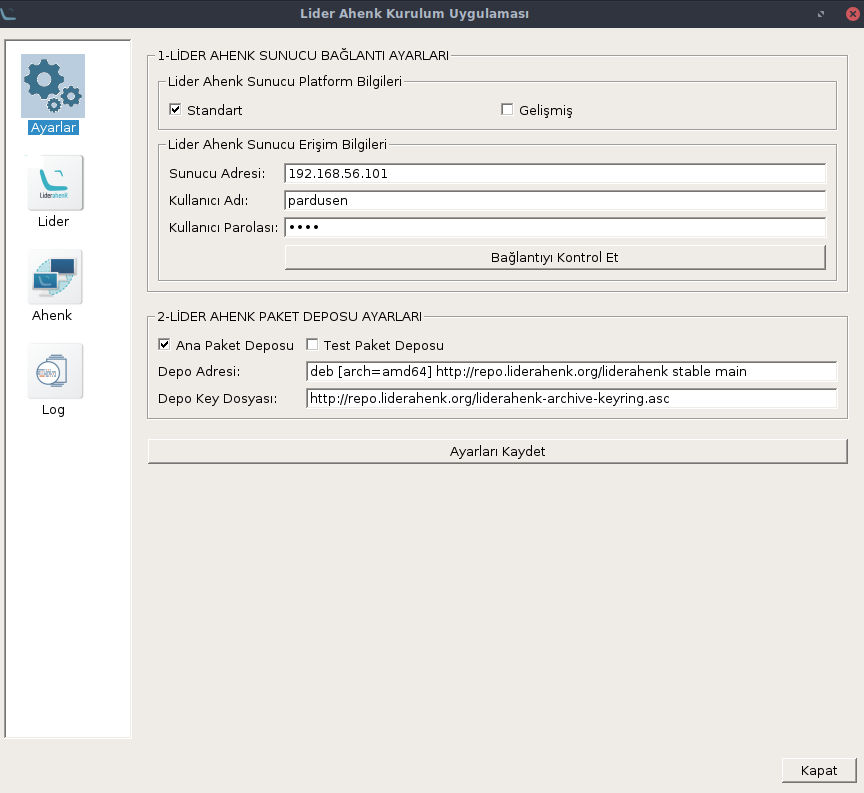 Lider Ahenk Kurulum Uygulaması
Ayarlar
Liderahenk
Lider
Ahenk
Log
1-LİDER AHENK SUNUCU BAĞLANTI AYARLARI
Lider Ahenk Sunucu Platform Bilgileri
Standart
Gelişmiş
Lider Ahenk Sunucu Erişim Bilgileri
Sunucu Adresi: 192.168.56.101
Kullanıcı Adı: pardusen
Kullanıcı Parolası: ••••
Bağlantıyı Kontrol Et
2-LİDER AHENK PAKET DEPOSU AYARLARI
Ana Paket Deposu Test Paket Deposu
Depo Adresi: deb [arch=amd64] http://repo.liderahenk.org/liderahenk stable main
Depo Key Dosyası: http://repo.liderahenk.org/liderahenk-archive-keyring.asc
Ayarları Kaydet
Kapat